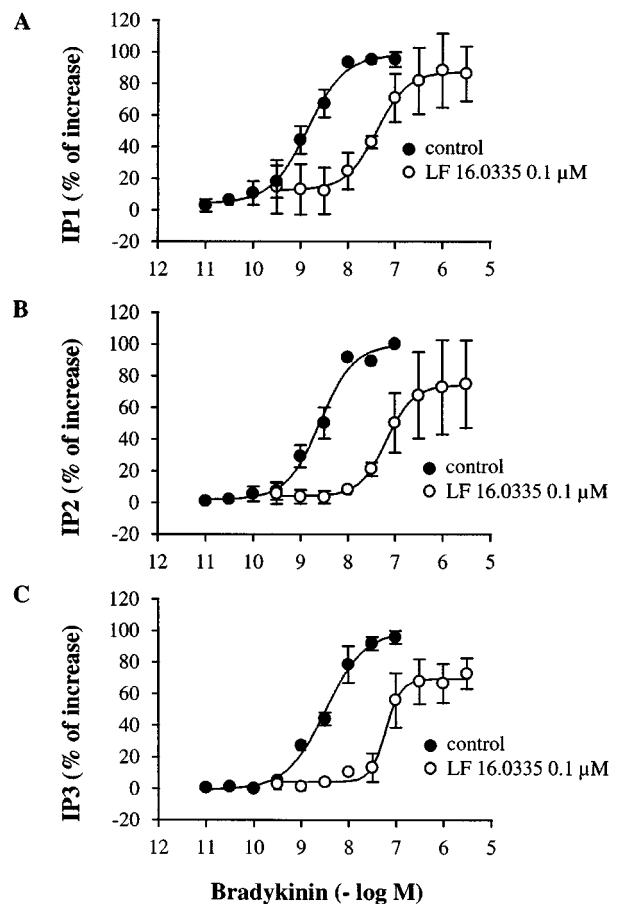 A
120
100
80
60
40
20
0
-20
IP1 (% of increase)
control
LF 16.0335 0.1 µM
12 11 10 9 8 7 6 5
B
120
100
80
60
40
20
0
-20
IP2 (% of increase)
control
LF 16.0335 0.1 µM
12 11 10 9 8 7 6 5
C
120
100
80
60
40
20
0
-20
IP3 (% of increase)
control
LF 16.0335 0.1 µM
12 11 10 9 8 7 6 5
Bradykinin (- log M)